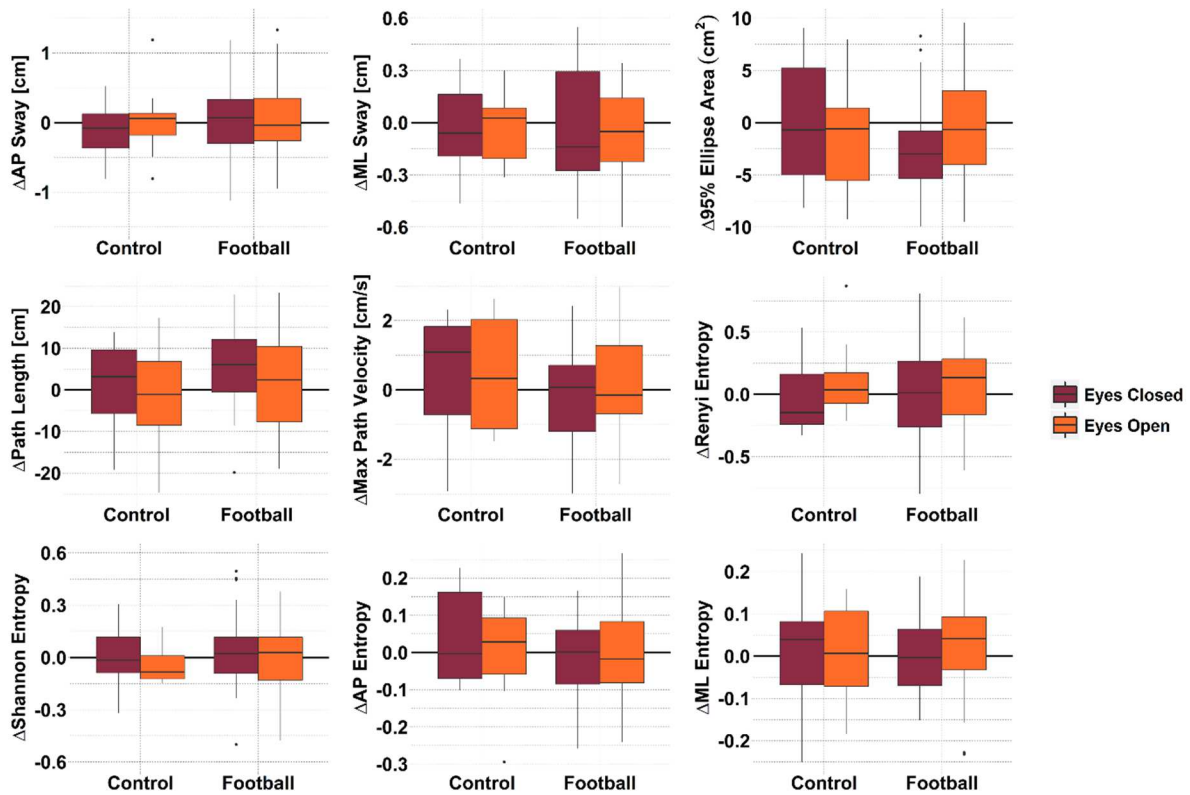 ΔAP Sway [cm]
1
0
-1
Control
Football
ΔML Sway [cm]
0.6
0.3
0.0
-0.3
-0.6
Control
Football
Δ95% Ellipse Area (cm²)
10
5
0
-5
-10
Control
Football
ΔPath Length [cm]
20
10
0
-10
-20
Control
Football
ΔMax Path Velocity [cm/s]
2
0
-2
Control
Football
ΔRenyi Entropy
0.5
0.0
-0.5
Control
Football
Eyes Closed
Eyes Open
ΔShannon Entropy
0.6
0.3
0.0
-0.3
-0.6
Control
Football
ΔAP Entropy
0.2
0.1
0.0
-0.1
-0.2
-0.3
Control
Football
ΔML Entropy
0.2
0.1
0.0
-0.1
-0.2
Control
Football